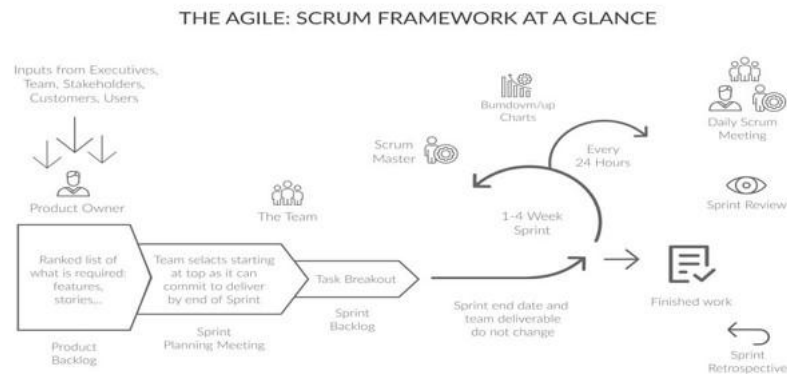 THE AGILE: SCRUM FRAMEWORK AT A GLANCE
Inputs from Executives,
Team, Stakeholders,
Customers, Users
Product Owner
The Team
Scrum
Master
Bumdovm/up
Charts
Every
24 Hours
Daily Scrum
Meeting
1-4 Week
Sprint
Sprint Review
Ranked list of
what is required:
features,
stories...
Product
Backlog
Team selacts starting
at top as it can
commit to deliver
by end of Sprint
Sprint
Planning Meeting
Task Breakout
Sprint
Backlog
Sprint end date and
team deliverable
do not change
Finished work
Sprint
Retrospective